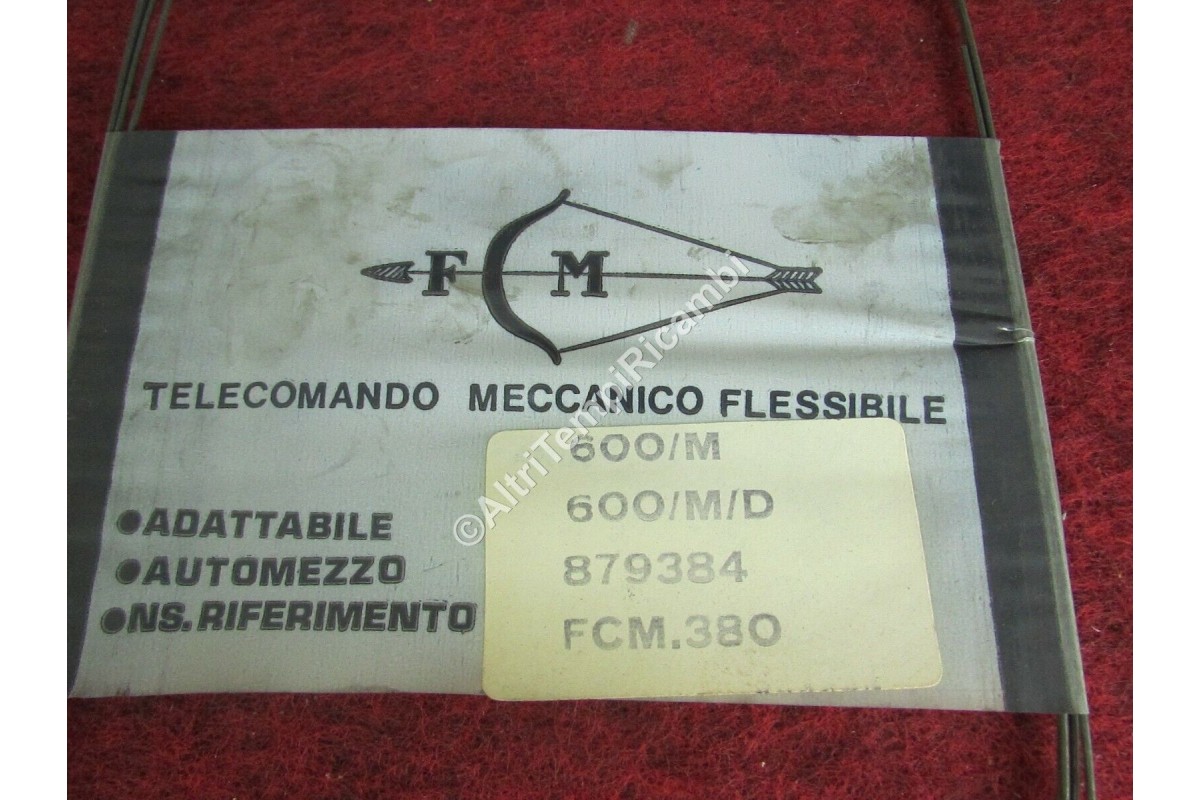 F C M
TELECOMANDO MECCANICO FLESSIBILE
600/M
600/M/D
879384
FCM.380
•ADATTABILE
•AUTOMEZZO
•NS.RIFERIMENTO
©AltriTempiRicambi